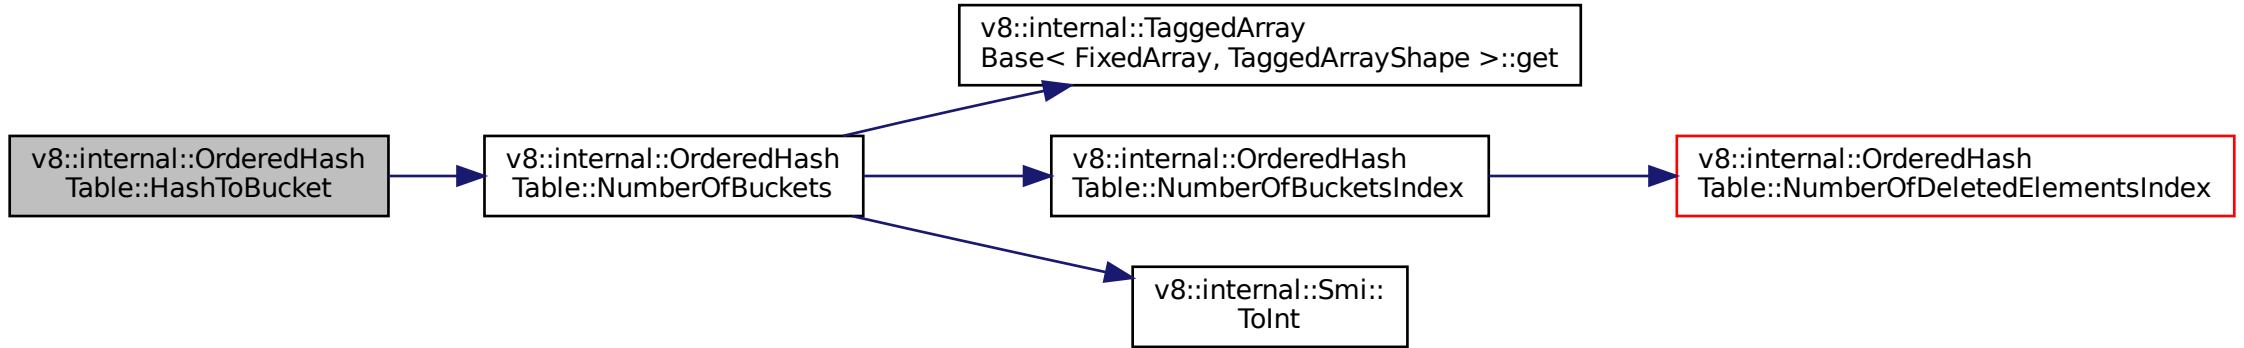 v8::internal::TaggedArray
Base< FixedArray, TaggedArrayShape >::get
v8::internal::OrderedHash
Table::HashToBucket
v8::internal::OrderedHash
Table::NumberOfBuckets
v8::internal::OrderedHash
Table::NumberOfBucketsIndex
v8::internal::OrderedHash
Table::NumberOfDeletedElementsIndex
v8::internal::Smi::
ToInt